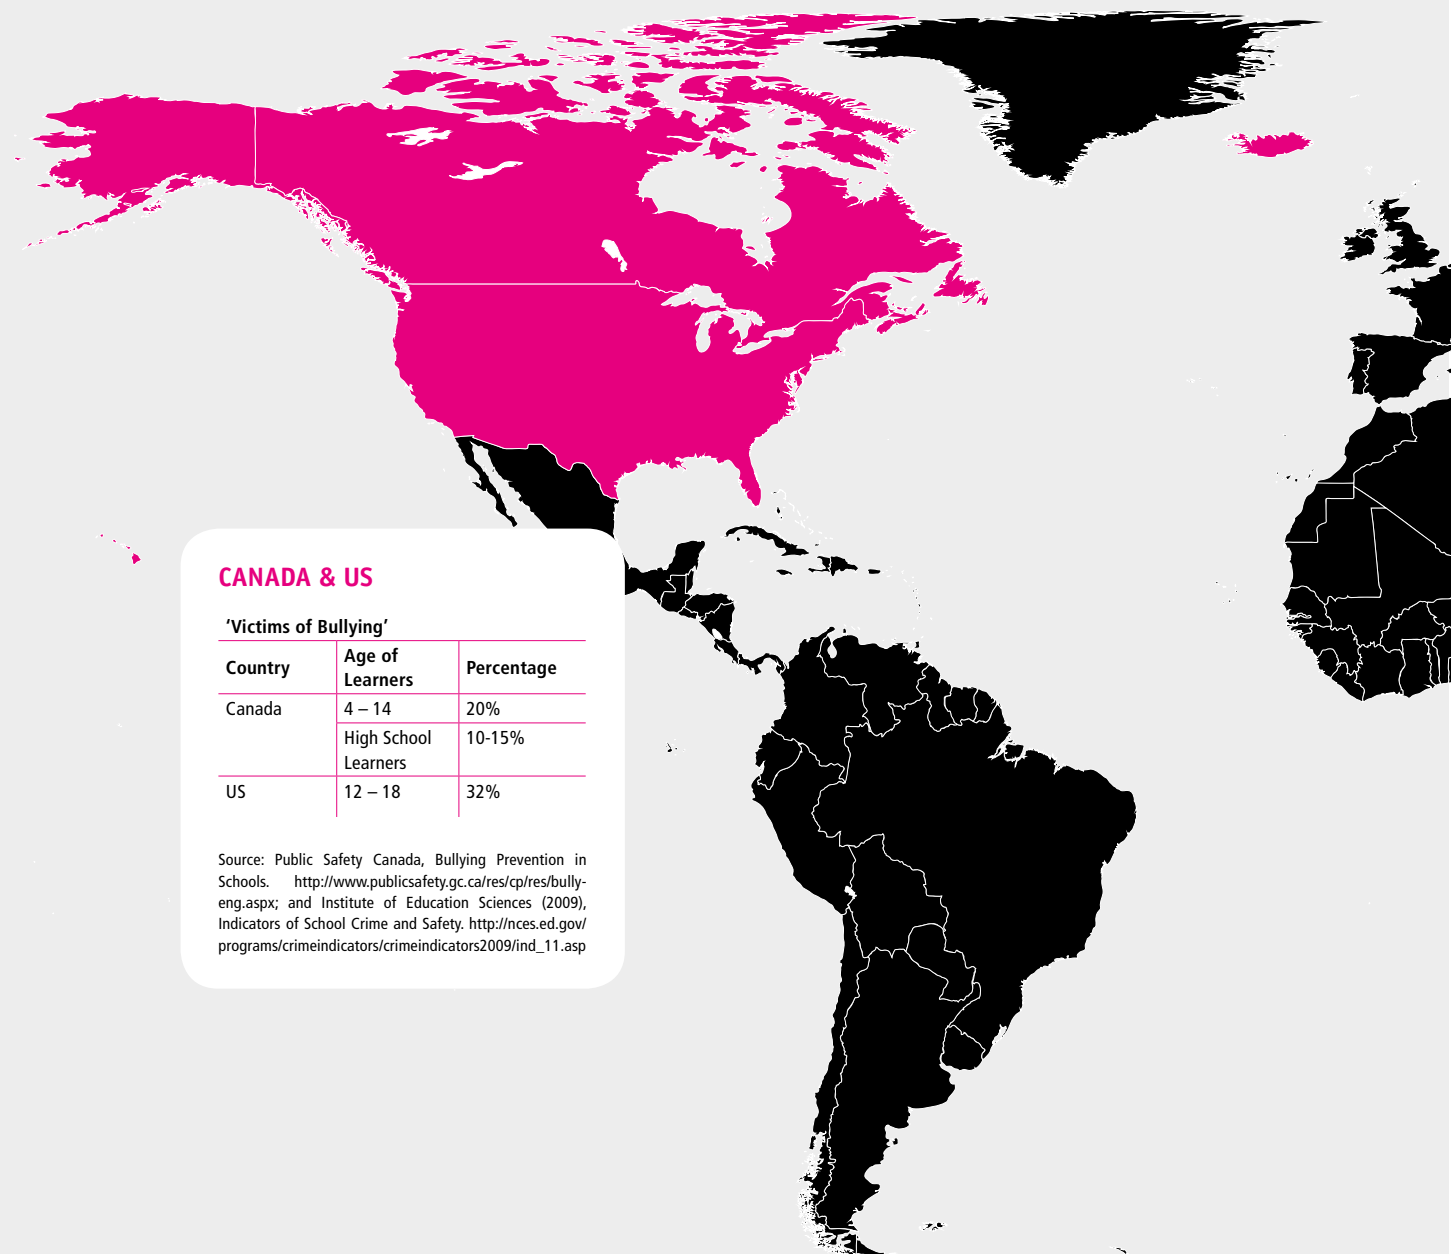 CANADA & US
‘Victims of Bullying’
Country Age of Learners Percentage
Canada 4 – 14 20%
High School Learners 10-15%
US 12 – 18 32%
Source: Public Safety Canada, Bullying Prevention in
Schools. http://www.publicsafety.gc.ca/res/cp/res/bully-
eng.aspx; and Institute of Education Sciences (2009),
Indicators of School Crime and Safety. http://nces.ed.gov/
programs/crimeindicators/crimeindicators2009/ind_11.asp